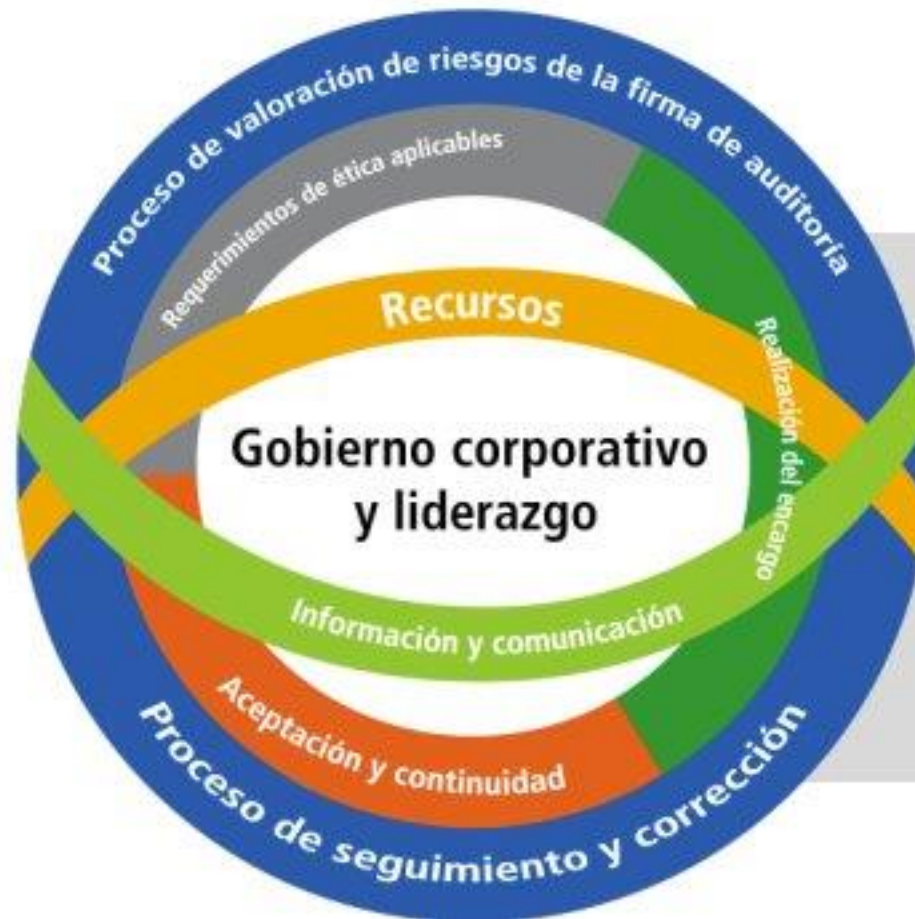 Proceso de valoración de riesgos de la firma de auditoría
Requerimientos de ética aplicables
Recursos
Realización del encargo
Gobierno corporativo
y liderazgo
Información y comunicación
Aceptación y continuidad
Proceso de seguimiento y corrección